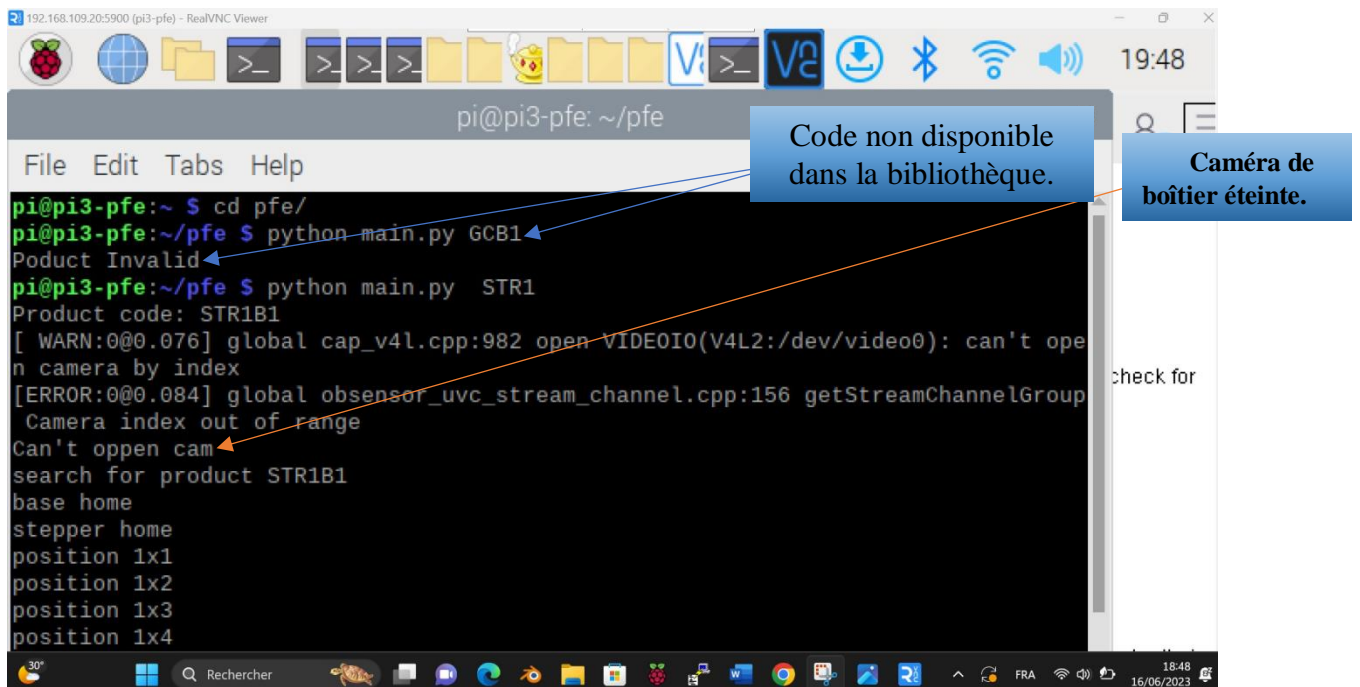 192.168.109.20:5900 (pi3-pfe) - RealVNC Viewer
19:48
pi@pi3-pfe: ~/pfe
Code non disponible
dans la bibliothèque.
Caméra de
boîtier éteinte.
File Edit Tabs Help
pi@pi3-pfe:~ $ cd pfe/
pi@pi3-pfe:~/pfe $ python main.py GCB1
Poduct Invalid
pi@pi3-pfe:~/pfe $ python main.py  STR1
Product code: STR1B1
[ WARN:0@0.076] global cap_v4l.cpp:982 open VIDEOIO(V4L2:/dev/video0): can't ope
n camera by index
[ERROR:0@0.084] global obsensor_uvc_stream_channel.cpp:156 getStreamChannelGroup
 Camera index out of range
Can't oppen cam
search for product STR1B1
base home
stepper home
position 1x1
position 1x2
position 1x3
position 1x4
check for
30°
Rechercher
FRA
18:48
16/06/2023